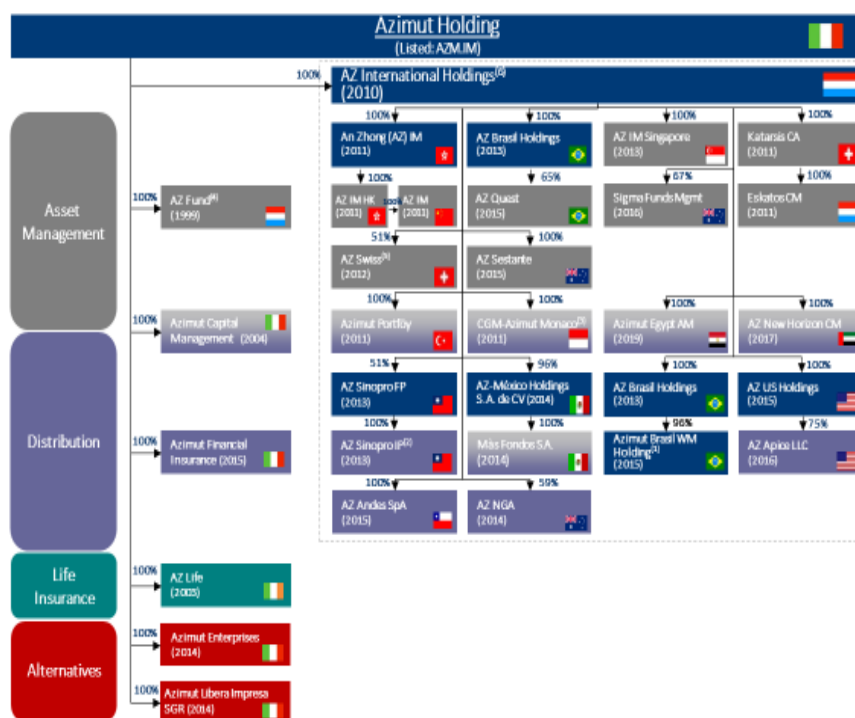 Azimut Holding
(Listed: AZM.IM)
100%
AZ International Holdings
(2010)
Asset
Management
100%
AZ Fund
(1999)
100%
Azimut Capital
Management (2004)
Distribution
100%
Azimut Financial
Insurance (2015)
Life
Insurance
100%
AZ Life
(2003)
Alternatives
100%
Azimut Enterprises
(2014)
100%
Azimut Libera Impresa
SGR (2014)
100%
An Zhong (AZ) IM
(2011)
100%
AZ Brasil Holdings
(2013)
100%
AZ IM Singapore
(2013)
100%
Katarsis CA
(2011)
100%
AZ IM HK
(2011)
100%
AZ IM
(2011)
65%
AZ Quest
(2015)
67%
Sigma Funds Mgmt
(2016)
100%
Eskatos CM
(2011)
51%
AZ Swiss
(2012)
100%
AZ Sestante
(2015)
100%
Azimut Portföy
(2011)
100%
CGM-Azimut Monaco
(2011)
100%
Azimut Egypt AM
(2019)
100%
AZ New Horizon CM
(2017)
51%
AZ Sinopro FP
(2013)
96%
AZ-México Holdings
S.A. de CV (2014)
100%
AZ Brasil Holdings
(2013)
100%
AZ US Holdings
(2015)
100%
AZ Sinopro IP
(2013)
100%
Màs Fondos S.A.
(2014)
96%
Azimut Brasil WM
Holding
(2015)
75%
AZ Apice LLC
(2016)
100%
AZ Andes SpA
(2015)
59%
AZ NGA
(2014)